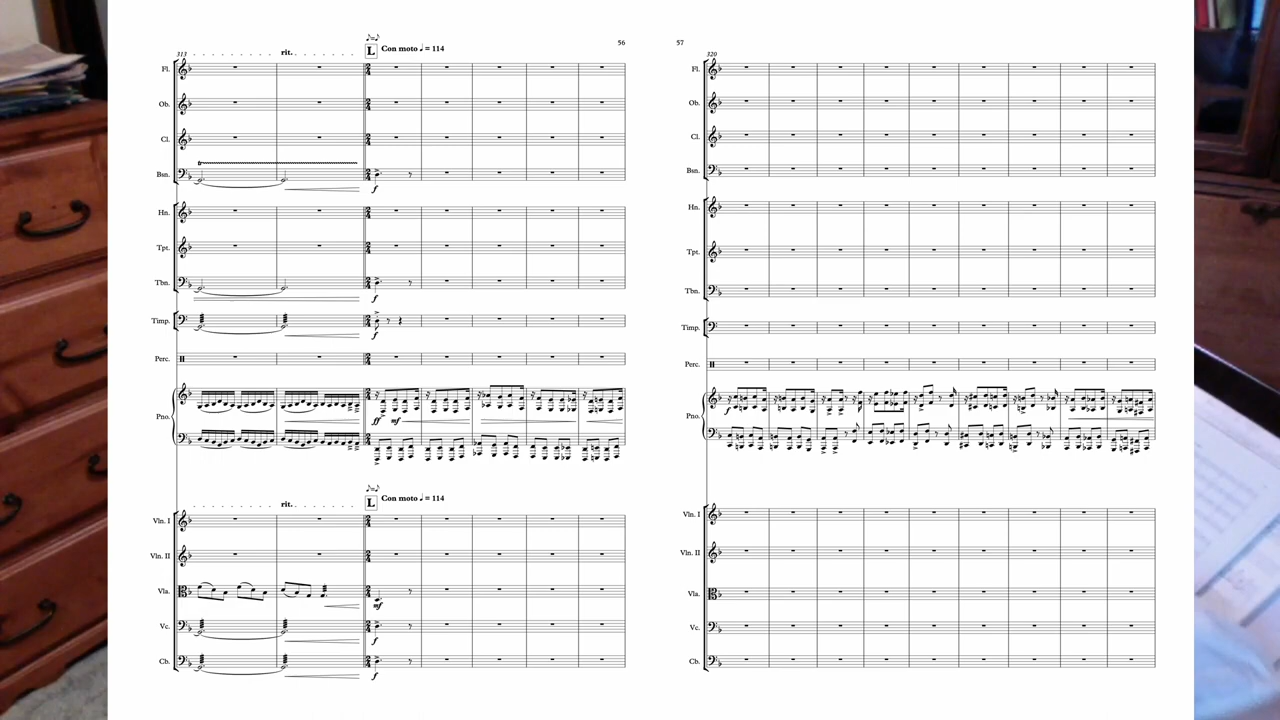 56
313 rit. L Con moto ♩ = 114
Fl.
Ob.
Cl.
Bsn.
f
Hn.
Tpt.
Tbn.
f
Timp.
f
Perc.
Pno.
ff mf
rit. L Con moto ♩ = 114
Vln. I
Vln. II
Vla.
mf
Vc.
f
Cb.
f
57
320
Fl.
Ob.
Cl.
Bsn.
Hn.
Tpt.
Tbn.
Timp.
Perc.
Pno.
f
Vln. I
Vln. II
Vla.
Vc.
Cb.